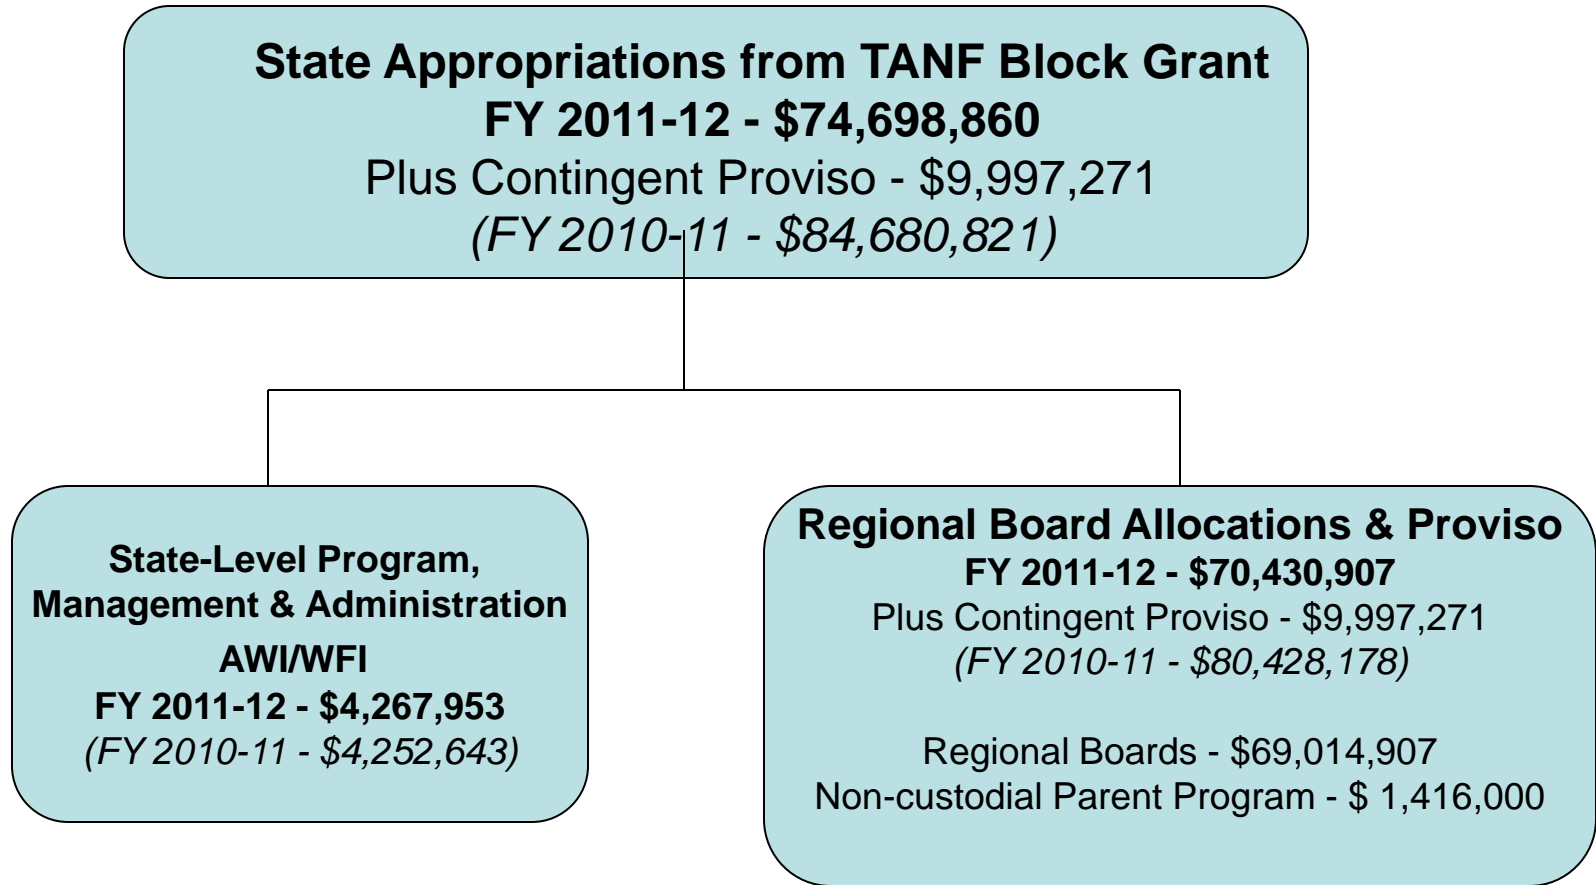 State Appropriations from TANF Block Grant
FY 2011-12 - $74,698,860
Plus Contingent Proviso - $9,997,271
(FY 2010-11 - $84,680,821)
State-Level Program,
Management & Administration
AWI/WFI
FY 2011-12 - $4,267,953
(FY 2010-11 - $4,252,643)
Regional Board Allocations & Proviso
FY 2011-12 - $70,430,907
Plus Contingent Proviso - $9,997,271
(FY 2010-11 - $80,428,178)
Regional Boards - $69,014,907
Non-custodial Parent Program - $ 1,416,000